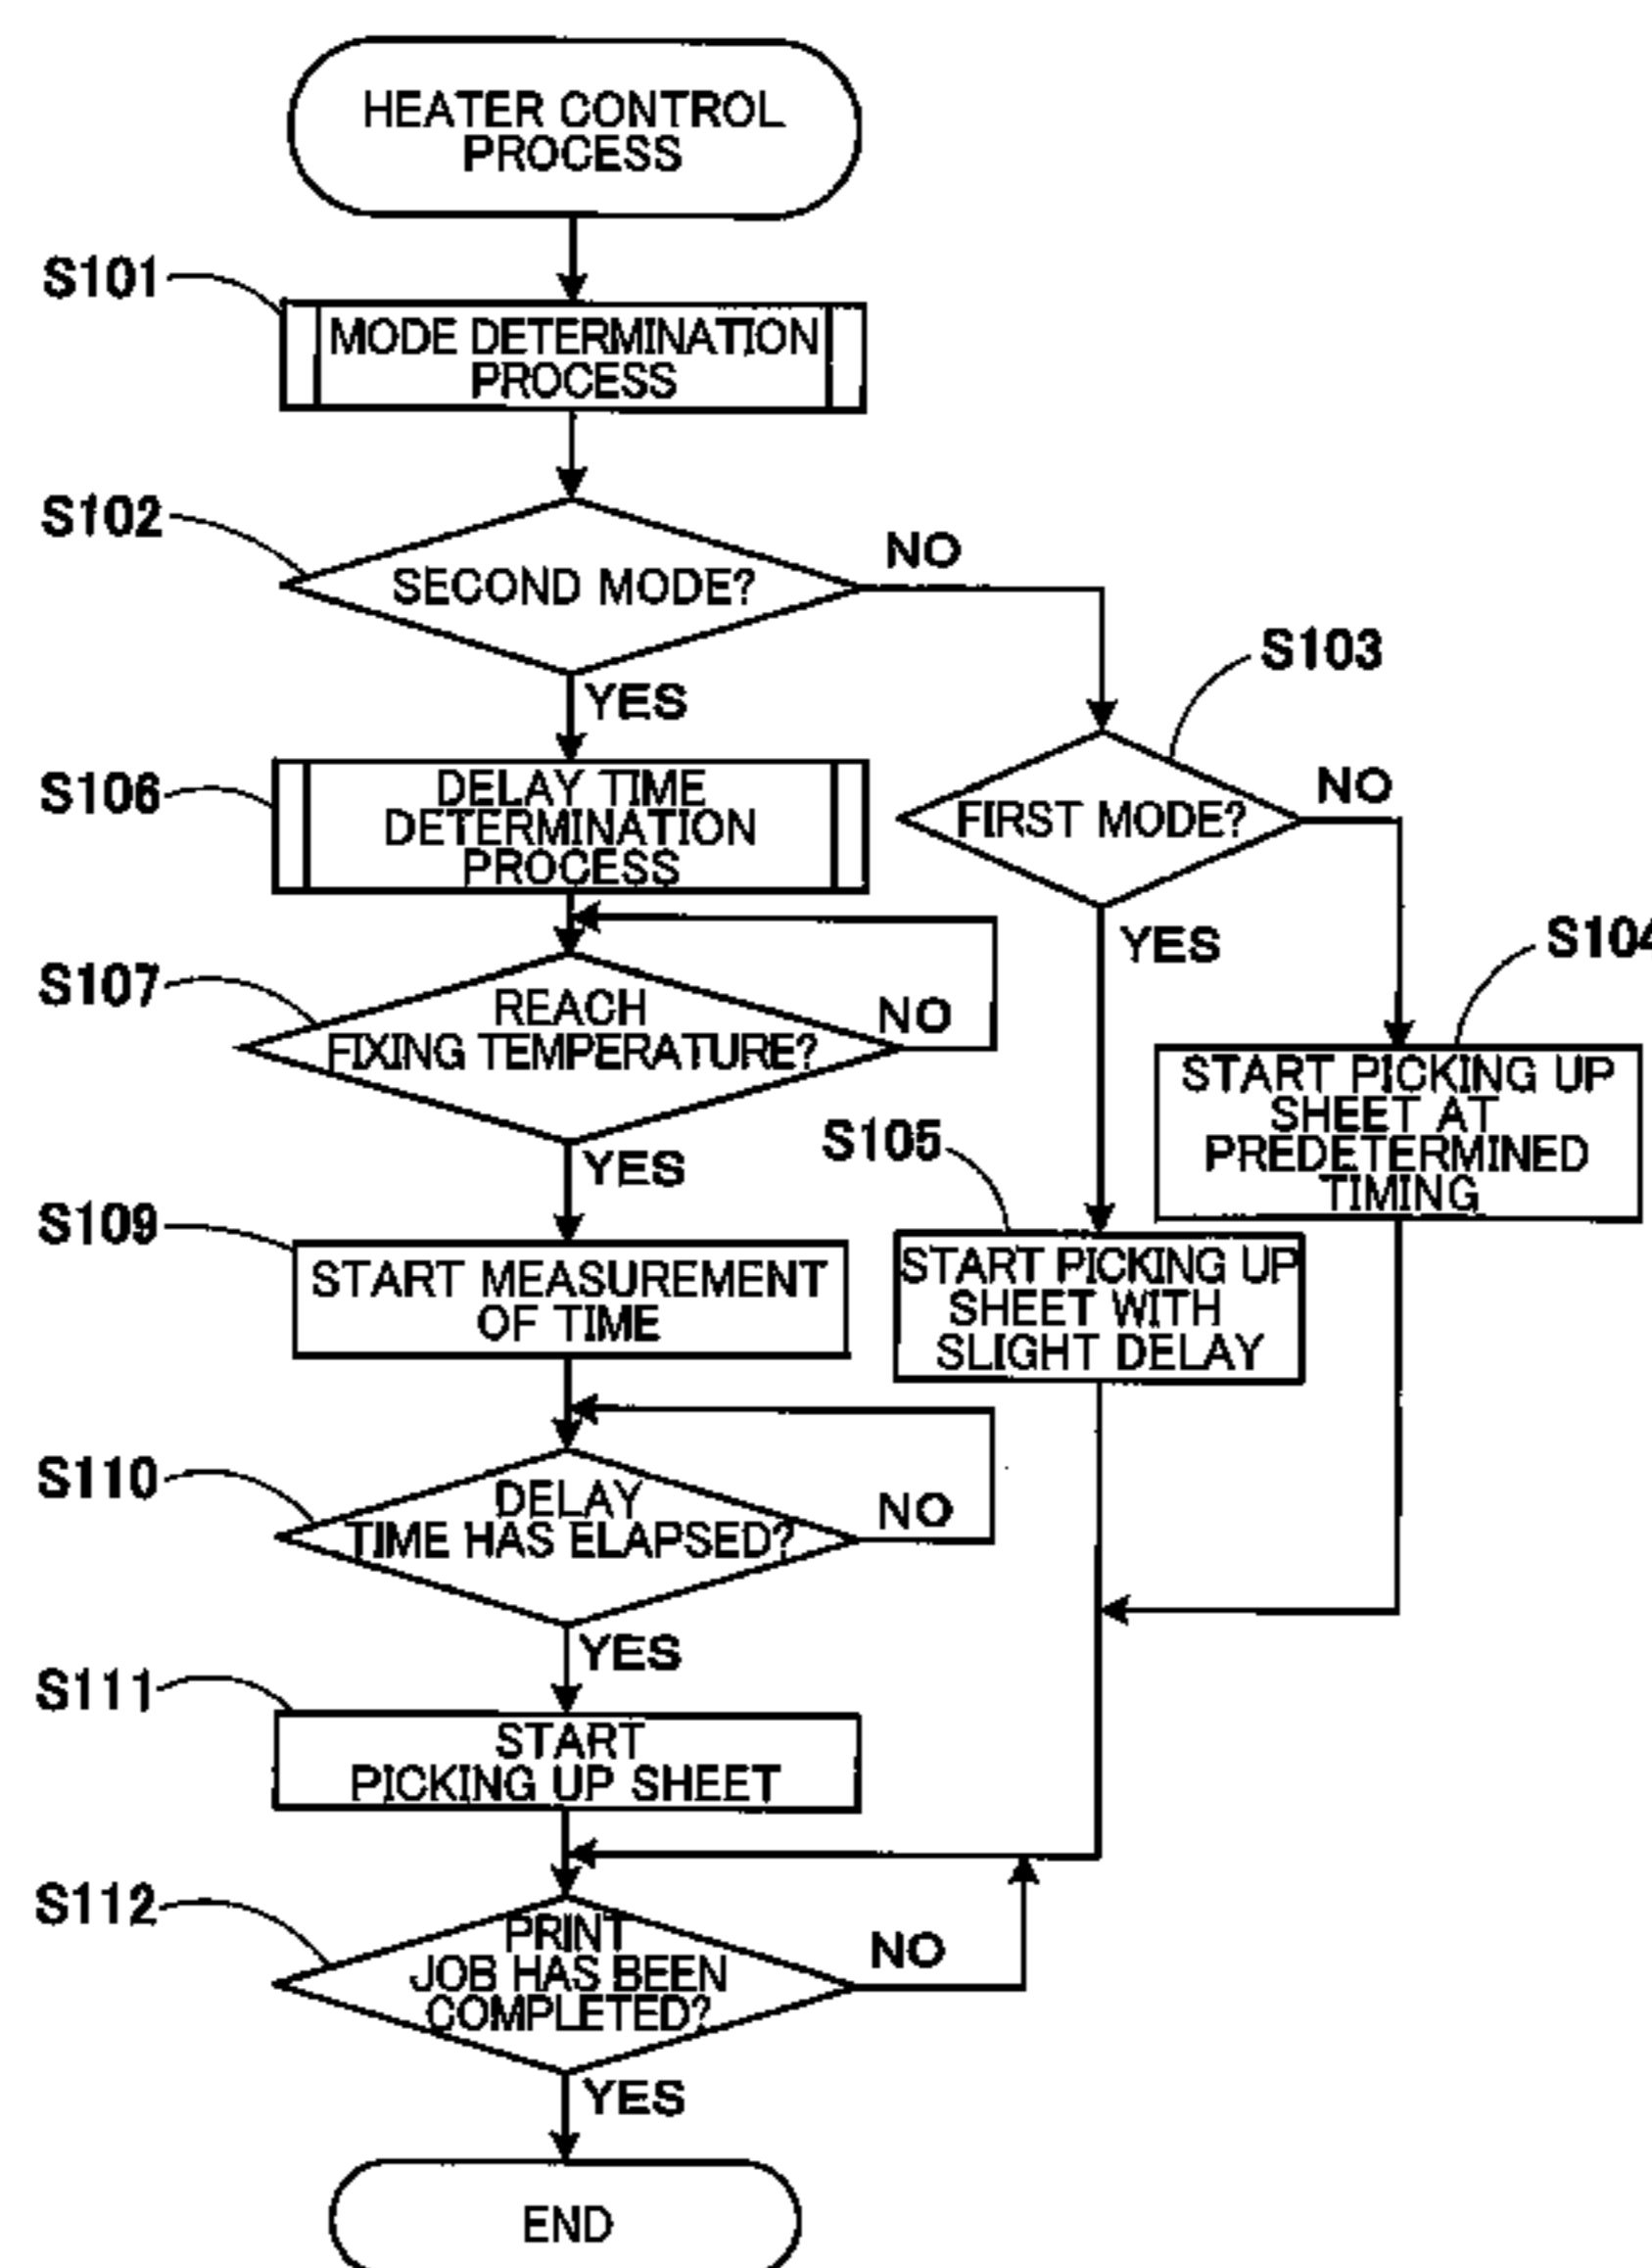 HEATER CONTROL
PROCESS
S101
MODE DETERMINATION
PROCESS
S102
SECOND MODE?
NO
YES
S103
FIRST MODE?
NO
YES
S104
START PICKING UP
SHEET AT
PREDETERMINED
TIMING
S105
START PICKING UP
SHEET WITH
SLIGHT DELAY
S106
DELAY TIME
DETERMINATION
PROCESS
S107
REACH
FIXING TEMPERATURE?
NO
YES
S109
START MEASUREMENT
OF TIME
S110
DELAY
TIME HAS ELAPSED?
NO
YES
S111
START
PICKING UP SHEET
S112
PRINT
JOB HAS BEEN
COMPLETED?
NO
YES
END